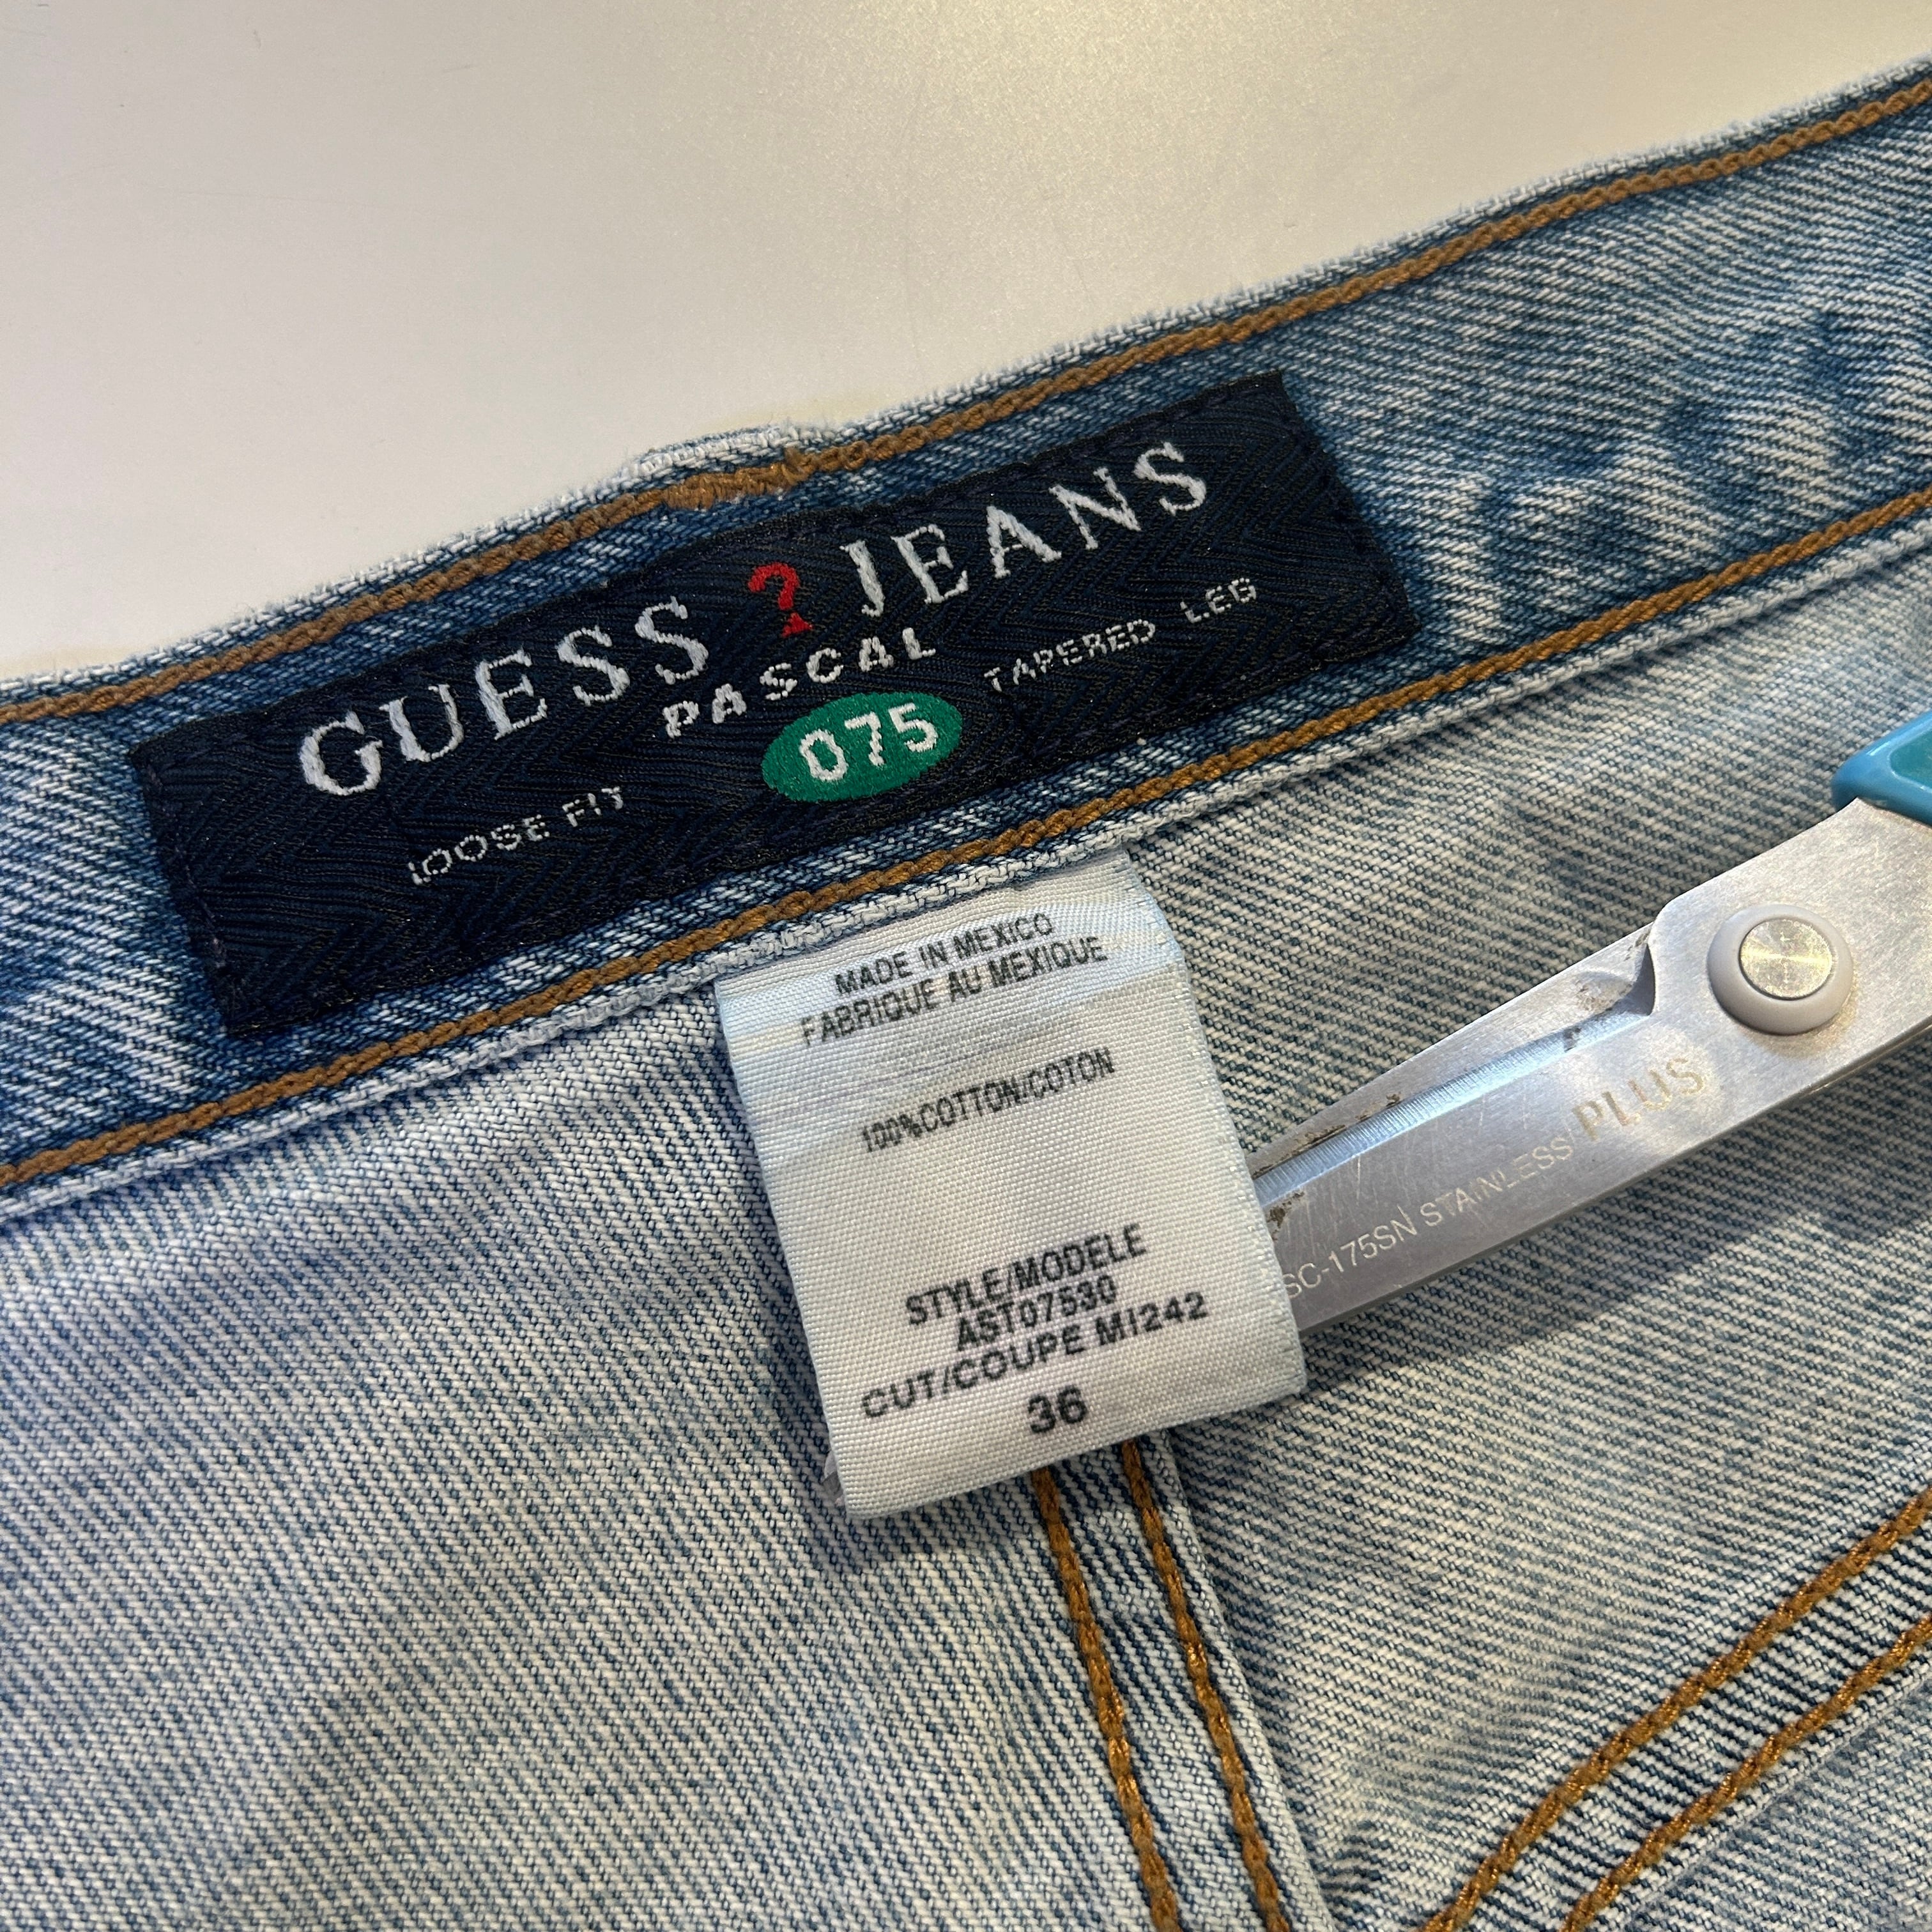 GUESS ? JEANS
PASCAL
LOOSE FIT 075 TAPERED LEG
MADE IN MEXICO
FABRIQUE AU MEXIQUE
100%COTTON/COTON
STYLE/MODELE
AST07530
CUT/COUPE MI242
36
SC-175SN STAINLESS PLUS